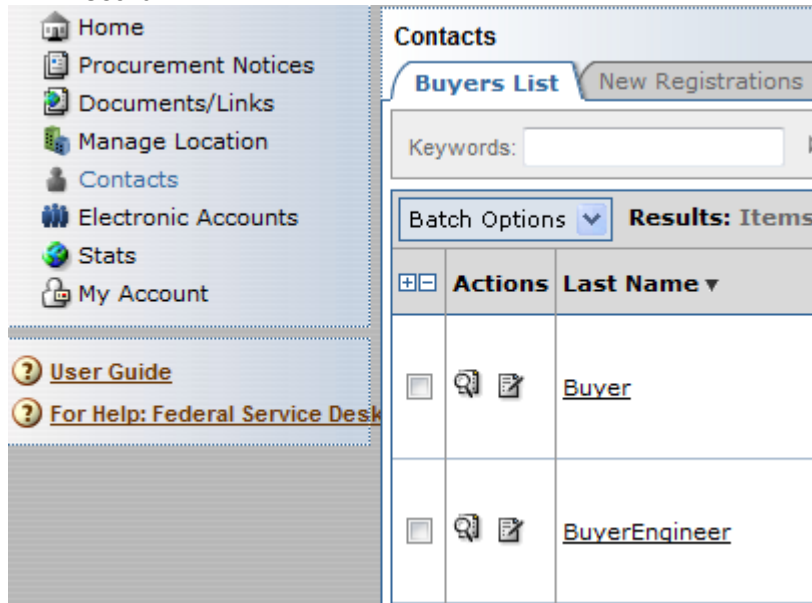 Home
Procurement Notices
Documents/Links
Manage Location
Contacts
Electronic Accounts
Stats
My Account
User Guide
For Help: Federal Service Desk
Contacts
Buyers List New Registrations
Keywords:
Batch Options Results: Items
Actions Last Name
Buyer
BuyerEngineer